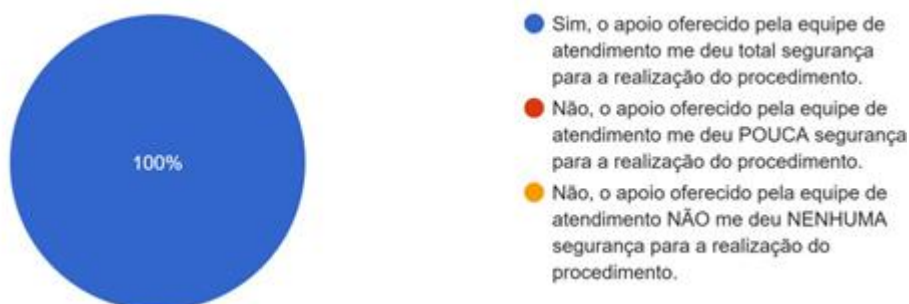 100%
Sim, o apoio oferecido pela equipe de
atendimento me deu total segurança
para a realização do procedimento.
Não, o apoio oferecido pela equipe de
atendimento me deu POUCA segurança
para a realização do procedimento.
Não, o apoio oferecido pela equipe de
atendimento NÃO me deu NENHUMA
segurança para a realização do
procedimento.